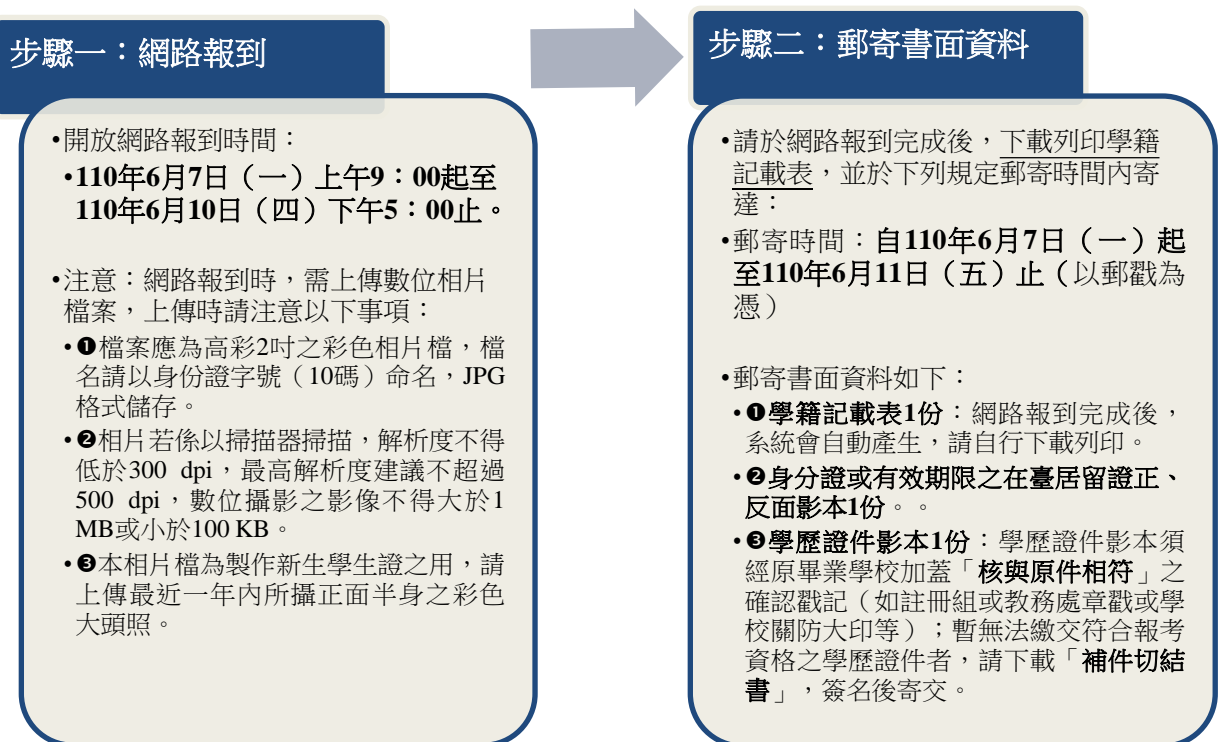 步驟一：網路報到
•開放網路報到時間：
•110年6月7日（一）上午9：00起至
110年6月10日（四）下午5：00止。
•注意：網路報到時，需上傳數位相片
檔案，上傳時請注意以下事項：
•❶檔案應為高彩2吋之彩色相片檔，檔
名請以身份證字號（10碼）命名，JPG
格式儲存。
•❷相片若係以掃描器掃描，解析度不得
低於300 dpi，最高解析度建議不超過
500 dpi，數位攝影之影像不得大於1
MB或小於100 KB。
•❸本相片檔為製作新生學生證之用，請
上傳最近一年內所攝正面半身之彩色
大頭照。
步驟二：郵寄書面資料
•請於網路報到完成後，下載列印學籍
記載表，並於下列規定郵寄時間內寄
達：
•郵寄時間：自110年6月7日（一）起
至110年6月11日（五）止（以郵戳為
憑）
•郵寄書面資料如下：
•❶學籍記載表1份：網路報到完成後，
系統會自動產生，請自行下載列印。
•❷身分證或有效期限之在臺居留證正、
反面影本1份。。
•❸學歷證件影本1份：學歷證件影本須
經原畢業學校加蓋「核與原件相符」之
確認戳記（如註冊組或教務處章戳或學
校關防大印等）；暫無法繳交符合報考
資格之學歷證件者，請下載「補件切結
書」，簽名後寄交。